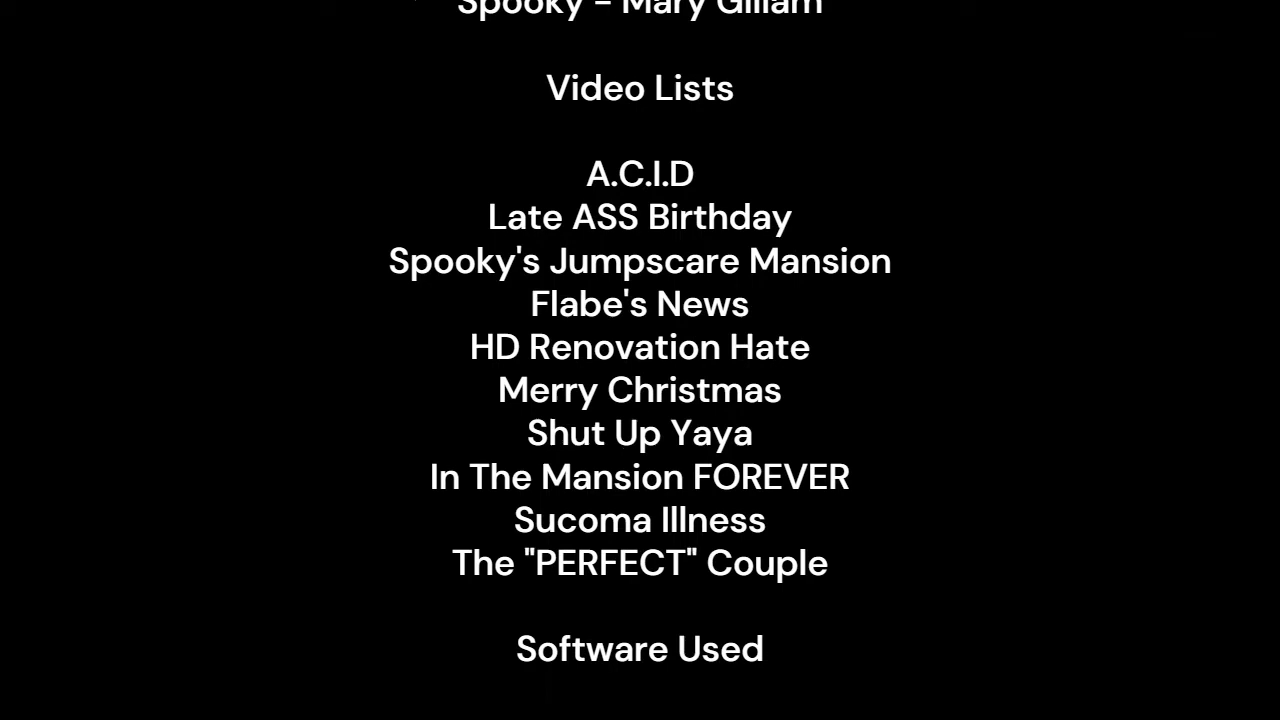 Spooky - Mary Gillam
Video Lists
A.C.I.D
Late ASS Birthday
Spooky's Jumpscare Mansion
Flabe's News
HD Renovation Hate
Merry Christmas
Shut Up Yaya
In The Mansion FOREVER
Sucoma Illness
The "PERFECT" Couple
Software Used